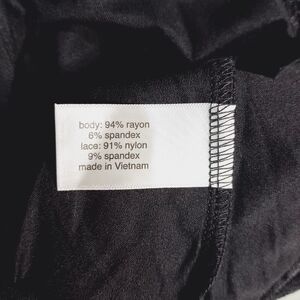 body: 94% rayon
6% spandex
lace: 91% nylon
9% spandex
made in Vietnam